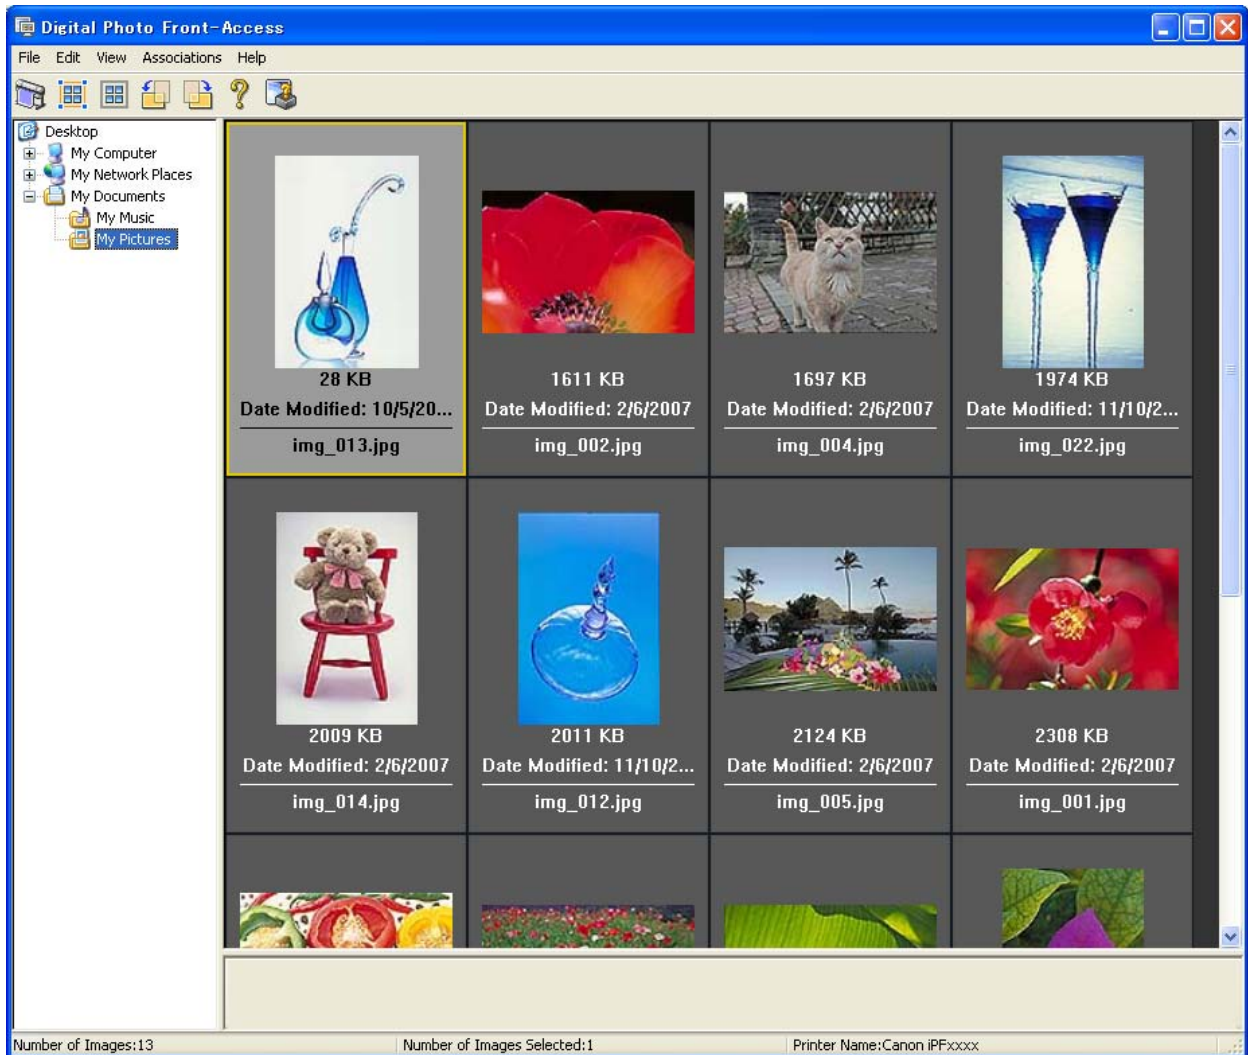 Digital Photo Front-Access
File Edit View Associations Help
Desktop
My Computer
My Network Places
My Documents
My Music
My Pictures
28 KB 1611 KB 1697 KB 1974 KB
Date Modified: 10/5/20... Date Modified: 2/6/2007 Date Modified: 2/6/2007 Date Modified: 11/10/2...
img_013.jpg img_002.jpg img_004.jpg img_022.jpg
2009 KB 2011 KB 2124 KB 2308 KB
Date Modified: 2/6/2007 Date Modified: 11/10/2... Date Modified: 2/6/2007 Date Modified: 2/6/2007
img_014.jpg img_012.jpg img_005.jpg img_001.jpg
Number of Images:13 Number of Images Selected:1 Printer Name:Canon iPFxxxx